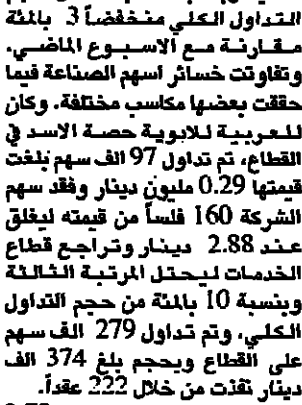 التداول الكلي منخفضاً 3 بالمئة
مقارنة مع الاسبوع الماضي.
وتفاوتت خسائر اسهم الصناعة فيما
حققت بعضها مكاسب مختلفة. وكان
للعربية للابوية حصة الاسد في
القطاع، تم تداول 97 الف سهم بلغت
قيمتها 0.29 مليون دينار وفقد سهم
الشركة 160 فلساً من قيمته ليغلق
عند 2.88 دينار وتراجع قطاع
الخدمات ليحتل المرتبة الثالثة
وبنسبة 10 بالمئة من حجم التداول
الكلي، وتم تداول 279 الف سهم
على القطاع وبحجم بلغ 374 الف
دينار نفذت من خلال 222 عقداً.